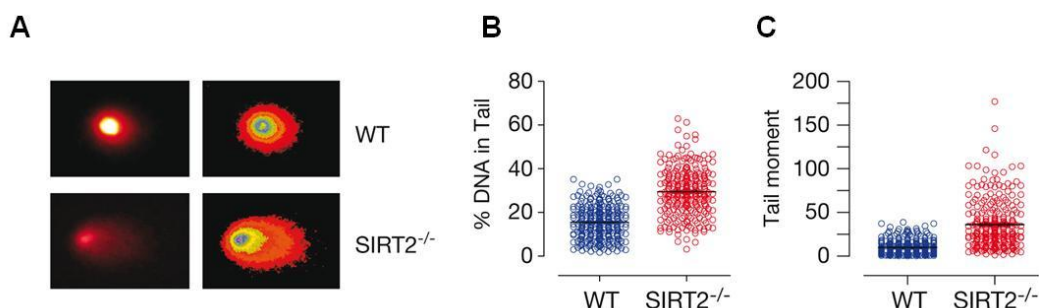 A
WT
SIRT2-/-
B
% DNA in Tail
80
60
40
20
0
WT
SIRT2-/-
C
Tail moment
200
150
100
50
0
WT
SIRT2-/-